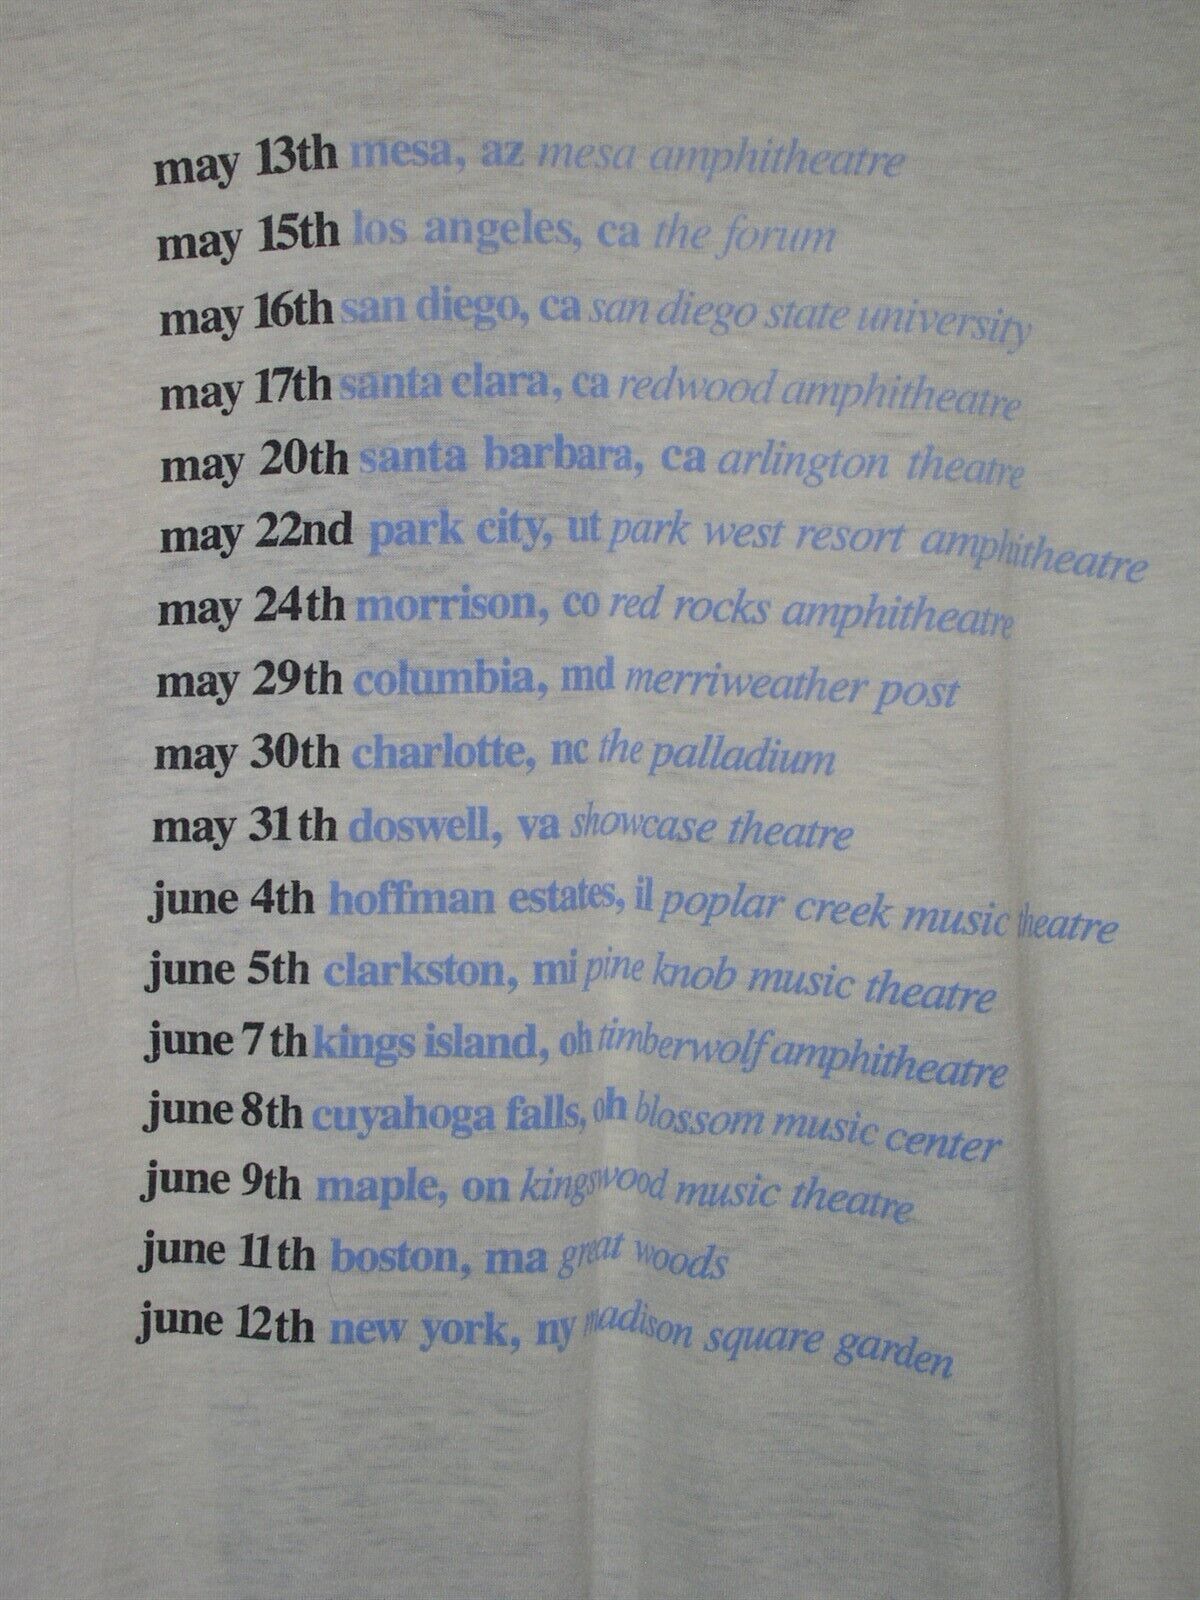 may 13th mesa, az mesa amphitheatre
may 15th los angeles, ca the forum
may 16th san diego, ca san diego state university
may 17th santa clara, ca redwood amphitheatre
may 20th santa barbara, ca arlington theatre
may 22nd park city, ut park west resort amphitheatre
may 24th morrison, co red rocks amphitheatre
may 29th columbia, md merriweather post
may 30th charlotte, nc the palladium
may 31th doswell, va showcase theatre
june 4th hoffman estates, il poplar creek music theatre
june 5th clarkston, mi pine knob music theatre
june 7th kings island, oh timberwolf amphitheatre
june 8th cuyahoga falls, oh blossom music center
june 9th maple, on kingswood music theatre
june 11th boston, ma great woods
june 12th new york, ny madison square garden